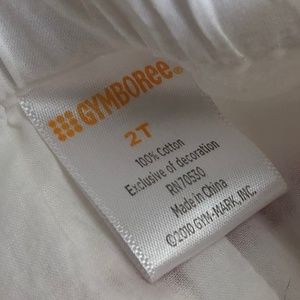 GYMBOREE®
2T
100% Cotton
Exclusive of decoration
RN70530
Made in China
©2010 GYM-MARK, INC.